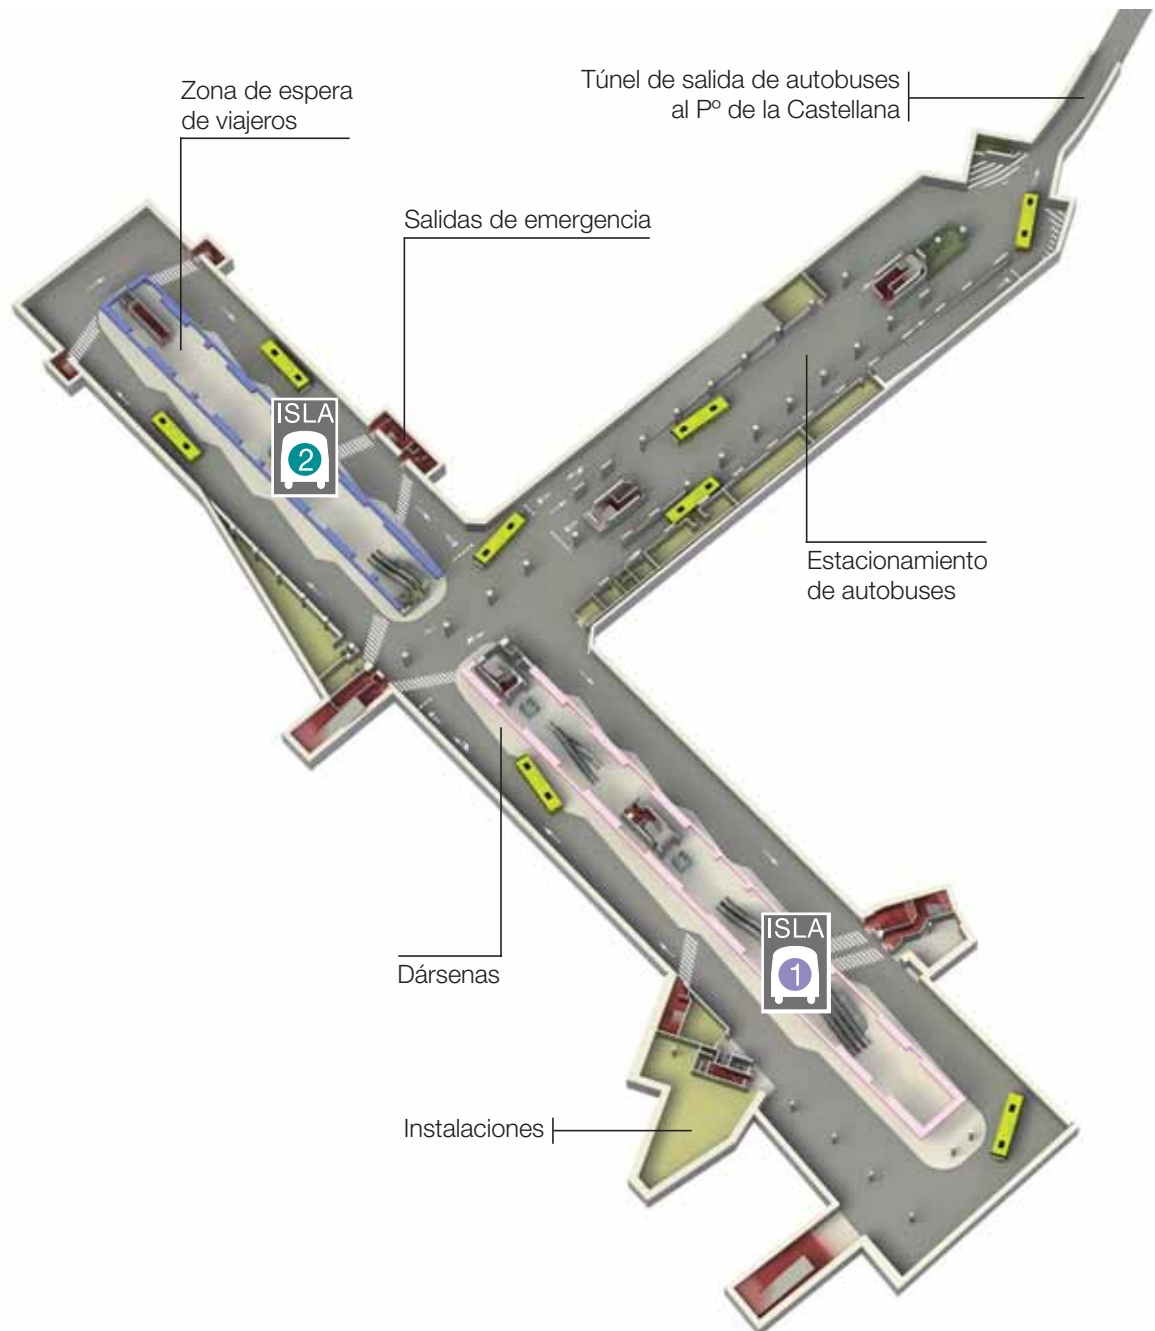 Zona de espera
de viajeros
Túnel de salida de autobuses
al Pº de la Castellana
Salidas de emergencia
ISLA
2
Estacionamiento
de autobuses
Dársenas
ISLA
1
Instalaciones